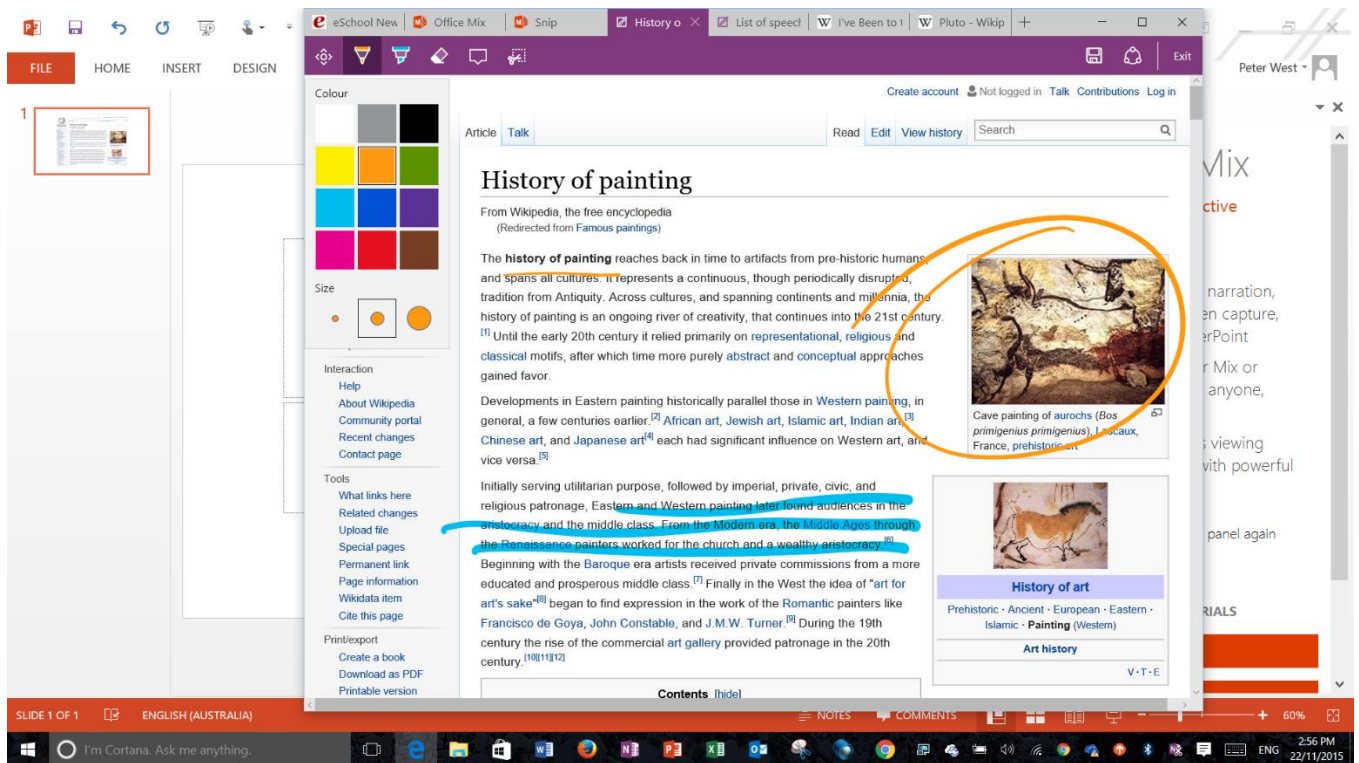 eSchool New
Office Mix
Snip
History o
List of speech
I've Been to t
Pluto - Wikip
Exit
FILE HOME INSERT DESIGN
Peter West
1
Colour
Size
Create account Not logged in Talk Contributions Log in
Article Talk Read Edit View history Search
History of painting
From Wikipedia, the free encyclopedia
(Redirected from Famous paintings)
The history of painting reaches back in time to artifacts from pre-historic humans,
and spans all cultures. It represents a continuous, though periodically disrupted,
tradition from Antiquity. Across cultures, and spanning continents and millennia, the
history of painting is an ongoing river of creativity, that continues into the 21st century.
[1] Until the early 20th century it relied primarily on representational, religious and
classical motifs, after which time more purely abstract and conceptual approaches
gained favor.
Developments in Eastern painting historically parallel those in Western painting, in
general, a few centuries earlier.[2] African art, Jewish art, Islamic art, Indian art,[3]
Chinese art, and Japanese art[4] each had significant influence on Western art, and
vice versa.[5]
Initially serving utilitarian purpose, followed by imperial, private, civic, and
religious patronage, Eastern and Western painting later found audiences in the
aristocracy and the middle class. From the Modern era, the Middle Ages through
the Renaissance painters worked for the church and a wealthy aristocracy.[6]
Beginning with the Baroque era artists received private commissions from a more
educated and prosperous middle class.[7] Finally in the West the idea of "art for
art's sake"[8] began to find expression in the work of the Romantic painters like
Francisco de Goya, John Constable, and J.M.W. Turner.[9] During the 19th
century the rise of the commercial art gallery provided patronage in the 20th
century.[10][11][12]
Contents [hide]
Cave painting of aurochs (Bos
primigenius primigenius), Lascaux,
France, prehistoric art
History of art
Prehistoric · Ancient · European · Eastern ·
Islamic · Painting (Western)
Art history
V · T · E
Interaction
Help
About Wikipedia
Community portal
Recent changes
Contact page
Tools
What links here
Related changes
Upload file
Special pages
Permanent link
Page information
Wikidata item
Cite this page
Print/export
Create a book
Download as PDF
Printable version
Mix
ctive
narration,
en capture,
erPoint
r Mix or
anyone,
s viewing
with powerful
panel again
RIALS
SLIDE 1 OF 1 ENGLISH (AUSTRALIA) NOTES COMMENTS 60%
I'm Cortana. Ask me anything.
ENG
2:56 PM
22/11/2015